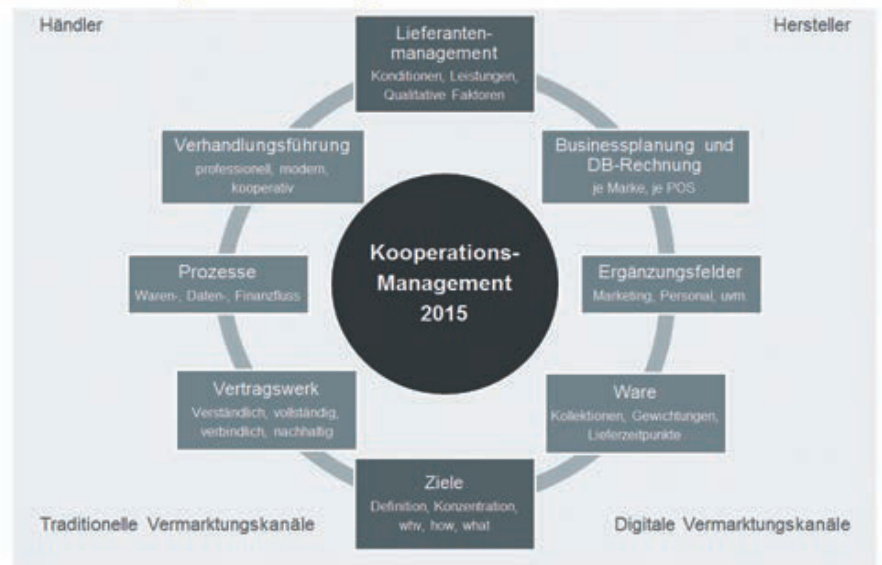 Händler
Hersteller
Lieferanten-
management
Konditionen, Leistungen,
Qualitative Faktoren
Verhandlungsführung
professionell, modern,
kooperativ
Businessplanung und
DB-Rechnung
je Marke, je POS
Prozesse
Waren-, Daten-, Finanzfluss
Kooperations-
Management
2015
Ergänzungsfelder
Marketing, Personal, uvm.
Vertragswerk
Verständlich, vollständig,
verbindlich, nachhaltig
Ware
Kollektionen, Gewichtungen,
Lieferzeitpunkte
Ziele
Definition, Konzentration,
why, how, what
Traditionelle Vermarktungskanäle
Digitale Vermarktungskanäle